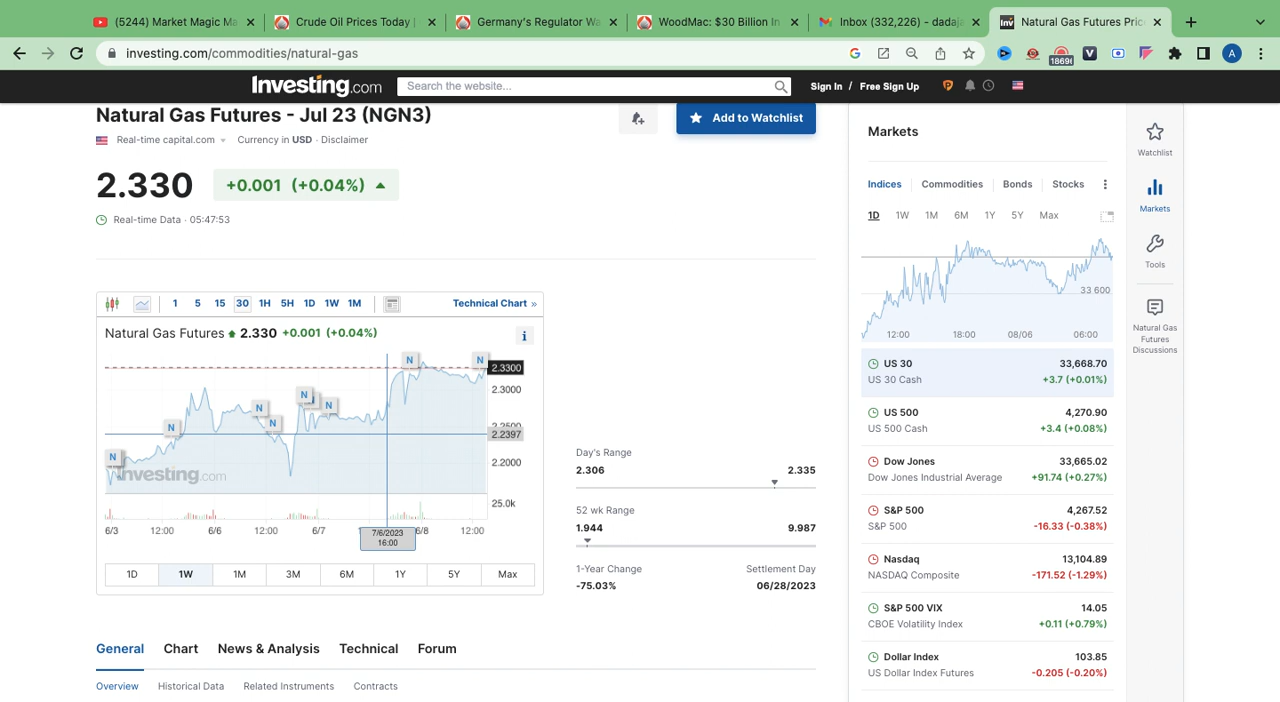 (5244) Market Magic Ma
Crude Oil Prices Today |
Germany's Regulator Wa
WoodMac: $30 Billion In
Inbox (332,226) - dadaja
Natural Gas Futures Pric
investing.com/commodities/natural-gas
Investing.com
Search the website...
Sign In / Free Sign Up
Natural Gas Futures - Jul 23 (NGN3)
Real-time capital.com
Currency in USD · Disclaimer
Add to Watchlist
2.330
+0.001 (+0.04%)
Real-time Data · 05:47:53
1 5 15 30 1H 5H 1D 1W 1M
Technical Chart »
Natural Gas Futures 2.330 +0.001 (+0.04%)
i
N N N N N N N N
2.3300
2.3000
2.2397
2.2000
25.0k
Investing.com
6/3 12:00 6/6 12:00 6/7 6/8 12:00
7/6/2023
16:00
1D 1W 1M 3M 6M 1Y 5Y Max
Day's Range
2.306 2.335
52 wk Range
1.944 9.987
1-Year Change Settlement Day
-75.03% 06/28/2023
General Chart News & Analysis Technical Forum
Overview Historical Data Related Instruments Contracts
Markets
Indices Commodities Bonds Stocks
1D 1W 1M 6M 1Y 5Y Max
33 600
12:00 18:00 08/06 06:00
US 30 33,668.70
US 30 Cash +3.7 (+0.01%)
US 500 4,270.90
US 500 Cash +3.4 (+0.08%)
Dow Jones 33,665.02
Dow Jones Industrial Average +91.74 (+0.27%)
S&P 500 4,267.52
S&P 500 -16.33 (-0.38%)
Nasdaq 13,104.89
NASDAQ Composite -171.52 (-1.29%)
S&P 500 VIX 14.05
CBOE Volatility Index +0.11 (+0.79%)
Dollar Index 103.85
US Dollar Index Futures -0.205 (-0.20%)
Watchlist
Markets
Tools
Natural Gas
Futures
Discussions